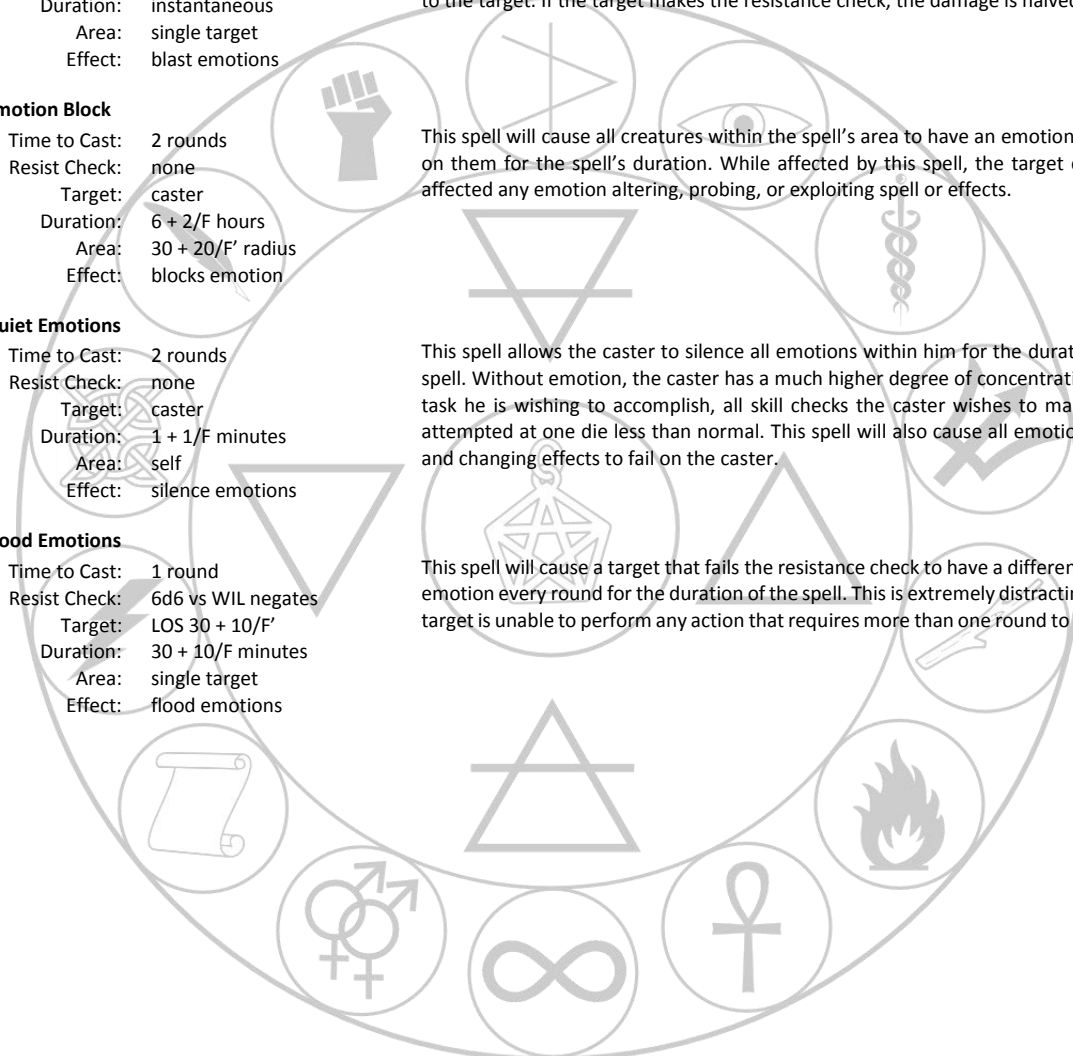 Duration: instantaneous
Area: single target
Effect: blast emotions
to the target. If the target makes the resistance check, the damage is halved
motion Block
Time to Cast: 2 rounds
Resist Check: none
Target: caster
Duration: 6 + 2/F hours
Area: 30 + 20/F’ radius
Effect: blocks emotion
This spell will cause all creatures within the spell’s area to have an emotion
on them for the spell’s duration. While affected by this spell, the target
affected any emotion altering, probing, or exploiting spell or effects.
uiet Emotions
Time to Cast: 2 rounds
Resist Check: none
Target: caster
Duration: 1 + 1/F minutes
Area: self
Effect: silence emotions
This spell allows the caster to silence all emotions within him for the durat
spell. Without emotion, the caster has a much higher degree of concentrati
task he is wishing to accomplish, all skill checks the caster wishes to ma
attempted at one die less than normal. This spell will also cause all emotio
and changing effects to fail on the caster.
ood Emotions
Time to Cast: 1 round
Resist Check: 6d6 vs WIL negates
Target: LOS 30 + 10/F’
Duration: 30 + 10/F minutes
Area: single target
Effect: flood emotions
This spell will cause a target that fails the resistance check to have a differen
emotion every round for the duration of the spell. This is extremely distractin
target is unable to perform any action that requires more than one round to